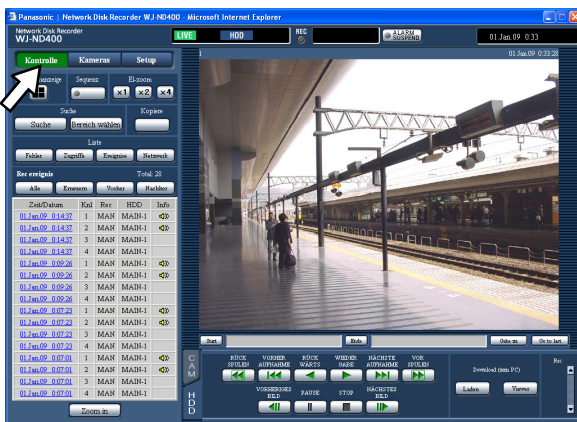 Panasonic | Network Disk Recorder WJ-ND400 - Microsoft Internet Explorer
Network Disk Recorder
WJ-ND400
LIVE HDD REC ALARM SUSPEND 01.Jan.09 0:33
Kontrolle Kameras Setup
Sequenz El-zoom
x1 x2 x4
Suche Kopiere
Suche Bereich wählen
Liste
Fehler Zugriffe Ereignise Netzwerk
Rec ereignis Total: 28
Alle Erneuern Vorher Nachher
Zeit/Datum Knl Rec HDD Info
01.Jan.09 0:14:37 1 MAN MAIN-1
01.Jan.09 0:14:37 2 MAN MAIN-1
01.Jan.09 0:14:37 3 MAN MAIN-1
01.Jan.09 0:14:37 4 MAN MAIN-1
01.Jan.09 0:09:26 1 MAN MAIN-1
01.Jan.09 0:09:26 2 MAN MAIN-1
01.Jan.09 0:09:26 3 MAN MAIN-1
01.Jan.09 0:09:26 4 MAN MAIN-1
01.Jan.09 0:07:23 1 MAN MAIN-1
01.Jan.09 0:07:23 2 MAN MAIN-1
01.Jan.09 0:07:23 3 MAN MAIN-1
01.Jan.09 0:07:23 4 MAN MAIN-1
01.Jan.09 0:07:01 1 MAN MAIN-1
01.Jan.09 0:07:01 2 MAN MAIN-1
01.Jan.09 0:07:01 3 MAN MAIN-1
01.Jan.09 0:07:01 4 MAN MAIN-1
Zoom in
1 01.Jan.09 0:33:28
Start Ende Gehe zu Go to last
CAM
HDD
RÜCK SPULEN
VORHER AUFNAHME
RÜCK WÄRTS
WIEDER GABE
NÄCHSTE AUFNAHME
VOR SPULEN
VORHERIGES BILD
PAUSE
STOP
NÄCHSTES BILD
Download (zum PC)
Laden Viewer
Rec